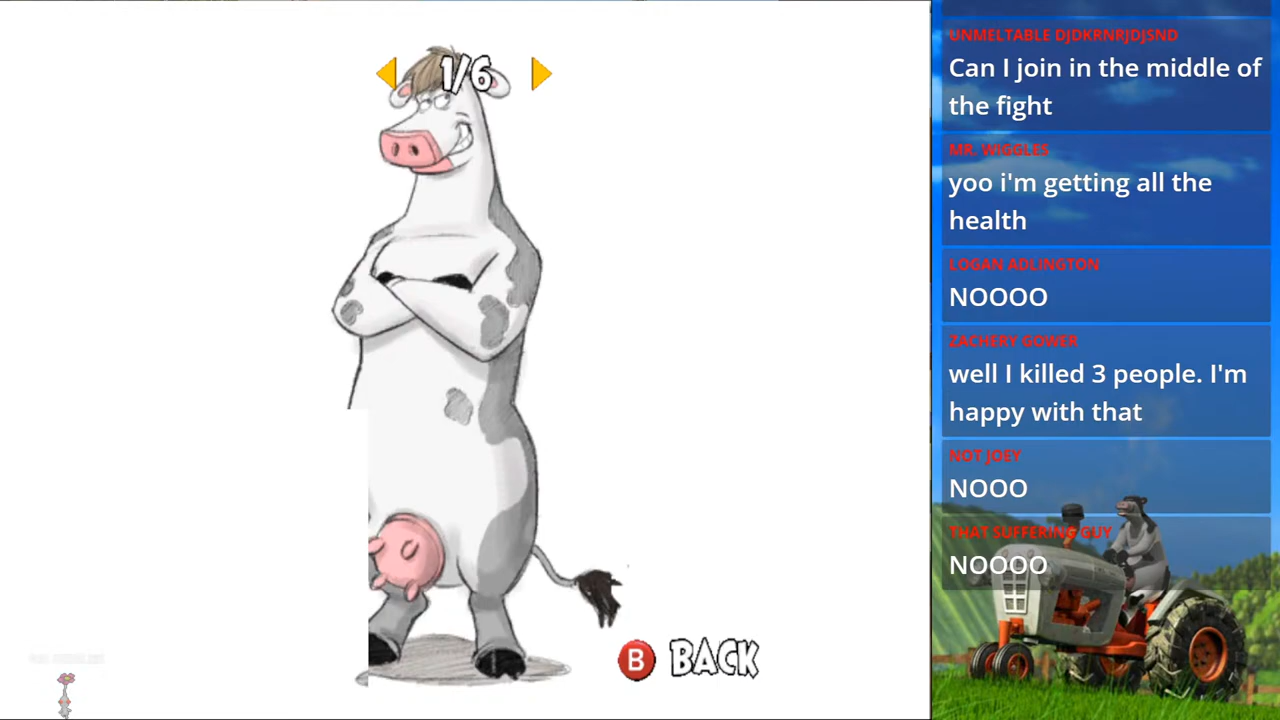 1/6
B BACK
UNMELTABLE DJDKRNRJDJSND
Can I join in the middle of
the fight
MR. WIGGLES
yoo i'm getting all the
health
LOGAN ADLINGTON
NOOOO
ZACHERY GOWER
well I killed 3 people. I'm
happy with that
NOT JOEY
NOOO
THAT SUFFERING GUY
NOOOO